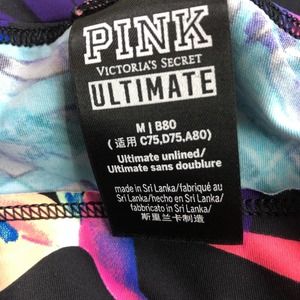 PINK
VICTORIA'S SECRET
ULTIMATE
M | B80
(适用 C75,D75,A80)
Ultimate unlined/
Ultimate sans doublure
made in Sri Lanka/fabriqué au
Sri Lanka/hecho en Sri Lanka/
fabbricato in Sri Lanka/
斯里兰卡制造